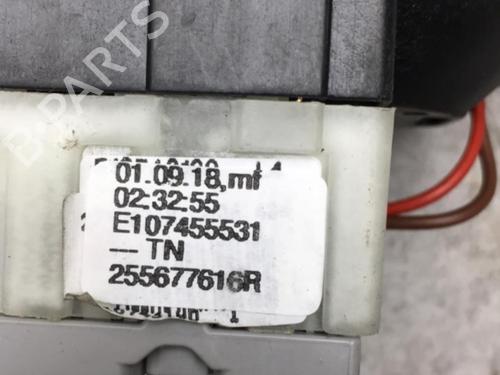 B-PARTS
01.09.18,mf
02:32:55
E107455531
--- TN
255677616R